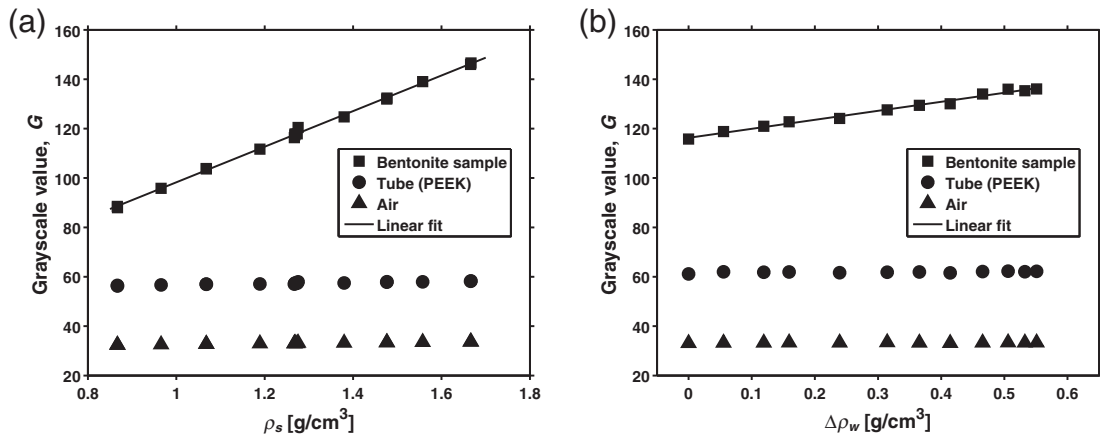 (a)
160
140
120
100
80
60
40
20
Grayscale value, G
Bentonite sample
Tube (PEEK)
Air
Linear fit
0.8 1 1.2 1.4 1.6 1.8
ρs [g/cm³]
(b)
160
140
120
100
80
60
40
20
Grayscale value, G
Bentonite sample
Tube (PEEK)
Air
Linear fit
0 0.1 0.2 0.3 0.4 0.5 0.6
Δρw [g/cm³]